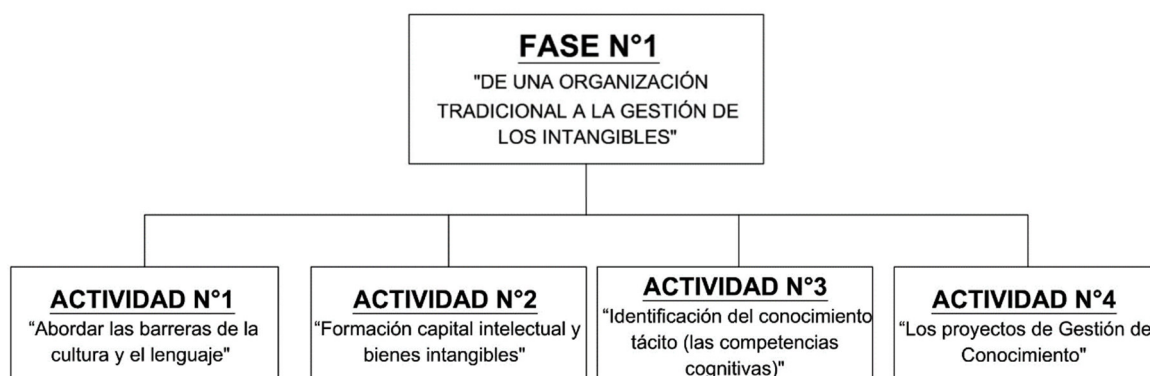 FASE N°1
"DE UNA ORGANIZACIÓN
TRADICIONAL A LA GESTIÓN DE
LOS INTANGIBLES"
ACTIVIDAD N°1
“Abordar las barreras de la
cultura y el lenguaje"
ACTIVIDAD N°2
“Formación capital intelectual y
bienes intangibles"
ACTIVIDAD N°3
“Identificación del conocimiento
tácito (las competencias
cognitivas)"
ACTIVIDAD N°4
“Los proyectos de Gestión de
Conocimiento"